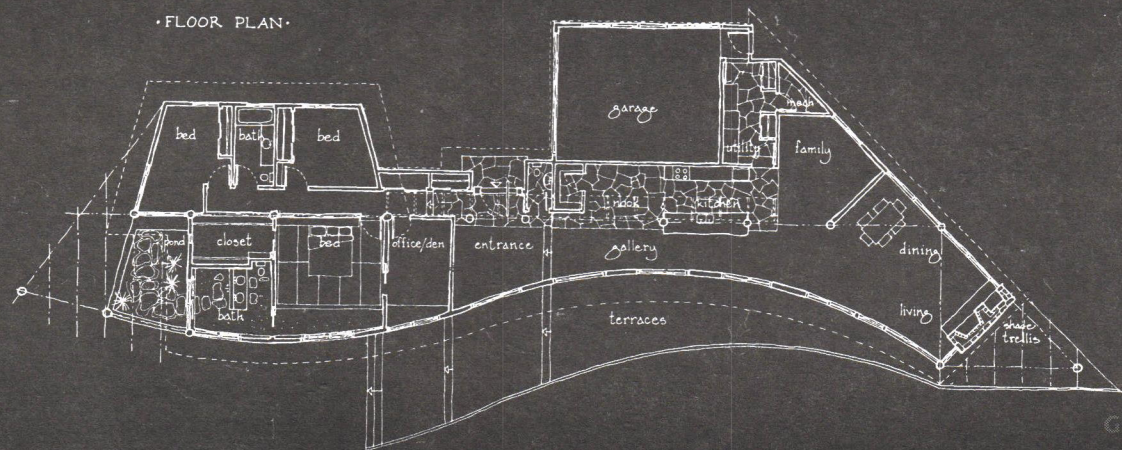 ·FLOOR PLAN·
garage
mech
bed
bath
bed
utility
family
nook
kitchen
pond
closet
bed
office/den
entrance
gallery
dining
bath
terraces
living
shade
trellis
G